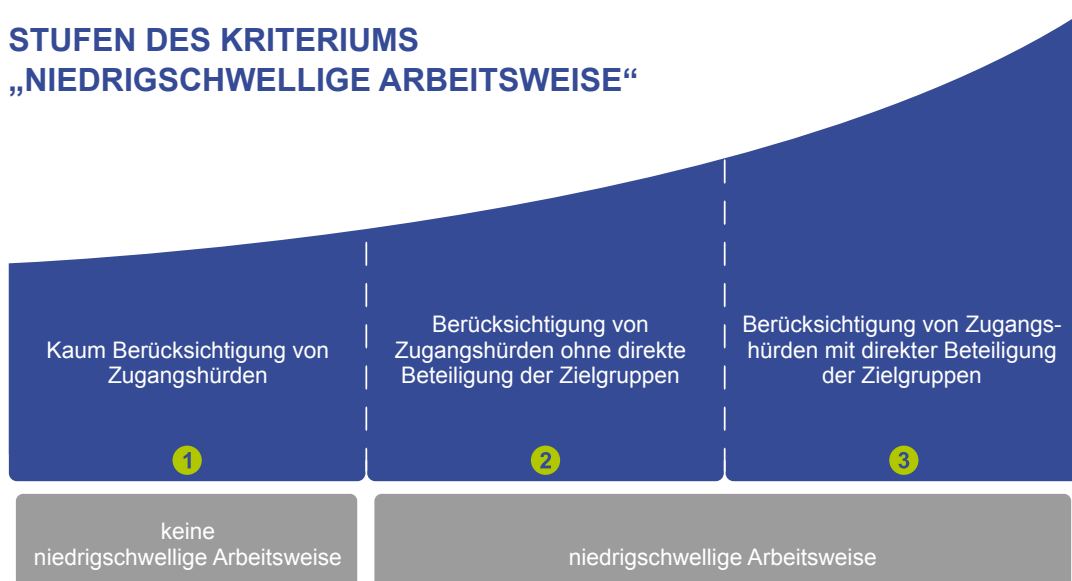 STUFEN DES KRITERIUMS
„NIEDRIGSCHWELLIGE ARBEITSWEISE“
Kaum Berücksichtigung von
Zugangshürden
1
Berücksichtigung von
Zugangshürden ohne direkte
Beteiligung der Zielgruppen
2
Berücksichtigung von Zugangs-
hürden mit direkter Beteiligung
der Zielgruppen
3
keine
niedrigschwellige Arbeitsweise
niedrigschwellige Arbeitsweise